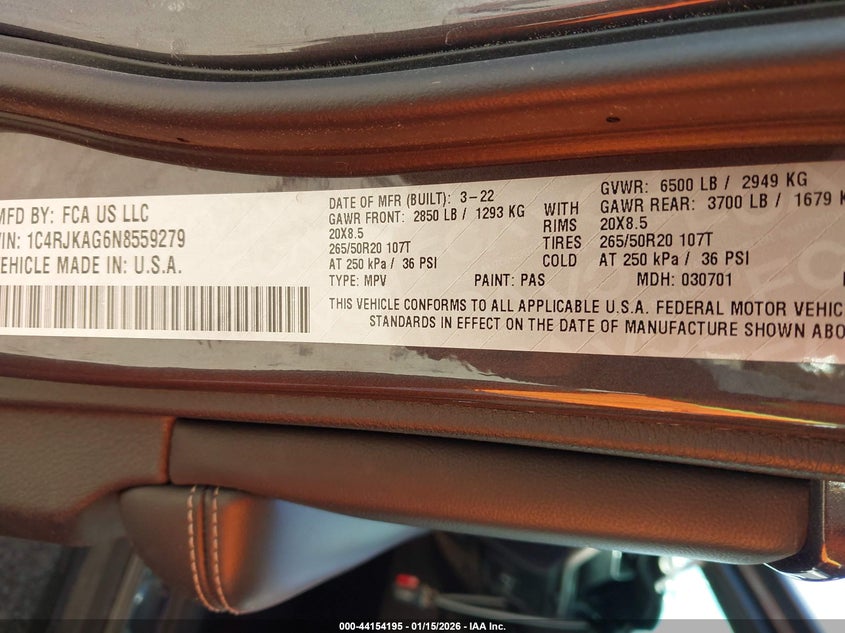 MFD BY: FCA US LLC
VIN: 1C4RJKAG6N8559279
VEHICLE MADE IN: U.S.A.
DATE OF MFR (BUILT): 3-22
GVWR: 6500 LB / 2949 KG
GAWR FRONT: 2850 LB / 1293 KG WITH GAWR REAR: 3700 LB / 1679 KG
20X8.5 RIMS 20X8.5
265/50R20 107T TIRES 265/50R20 107T
AT 250 kPa / 36 PSI COLD AT 250 kPa / 36 PSI
TYPE: MPV PAINT: PAS MDH: 030701
THIS VEHICLE CONFORMS TO ALL APPLICABLE U.S.A. FEDERAL MOTOR VEHIC
STANDARDS IN EFFECT ON THE DATE OF MANUFACTURE SHOWN ABO
000-44154195 - 01/15/2026 - IAA Inc.